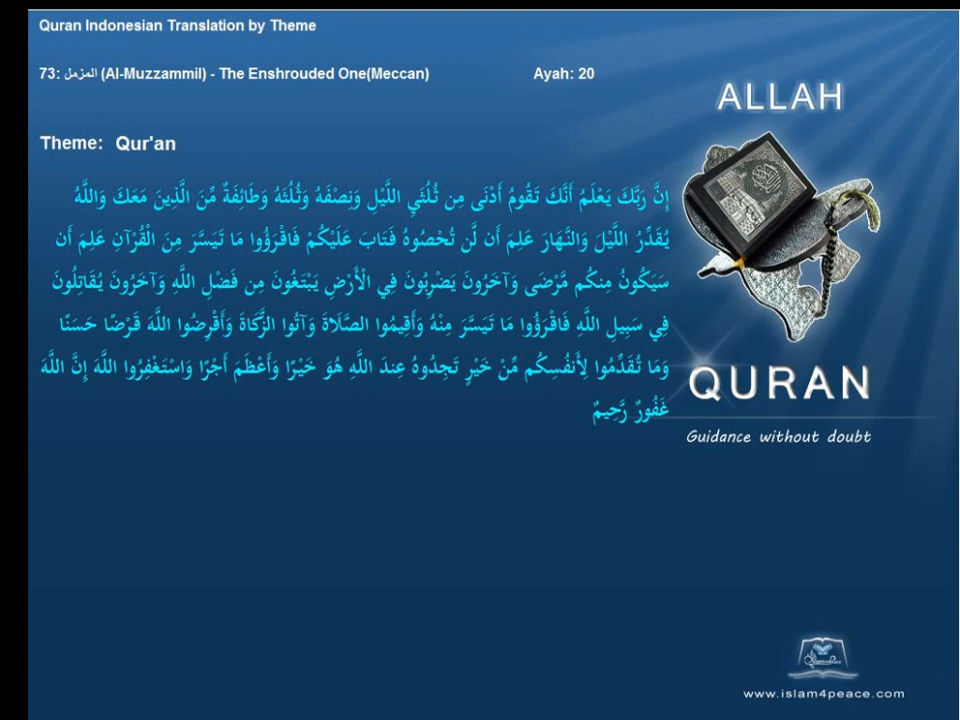 Quran Indonesian Translation by Theme
73: المزمل (Al-Muzzammil) - The Enshrouded One(Meccan) Ayah: 20
Theme: Qur'an
إِنَّ رَبَّكَ يَعْلَمُ أَنَّكَ تَقُومُ أَدْنَى مِن ثُلُثَيِ اللَّيْلِ وَنِصْفَهُ وَثُلُثَهُ وَطَائِفَةٌ مِّنَ الَّذِينَ مَعَكَ وَاللَّهُ
يُقَدِّرُ اللَّيْلَ وَالنَّهَارَ عَلِمَ أَن لَّن تُحْصُوهُ فَتَابَ عَلَيْكُمْ فَاقْرَؤُوا مَا تَيَسَّرَ مِنَ الْقُرْآنِ عَلِمَ أَن
سَيَكُونُ مِنكُم مَّرْضَى وَآخَرُونَ يَضْرِبُونَ فِي الْأَرْضِ يَبْتَغُونَ مِن فَضْلِ اللَّهِ وَآخَرُونَ يُقَاتِلُونَ
فِي سَبِيلِ اللَّهِ فَاقْرَؤُوا مَا تَيَسَّرَ مِنْهُ وَأَقِيمُوا الصَّلَاةَ وَآتُوا الزَّكَاةَ وَأَقْرِضُوا اللَّهَ قَرْضًا حَسَنًا
وَمَا تُقَدِّمُوا لِأَنفُسِكُم مِّنْ خَيْرٍ تَجِدُوهُ عِندَ اللَّهِ هُوَ خَيْرًا وَأَعْظَمَ أَجْرًا وَاسْتَغْفِرُوا اللَّهَ إِنَّ اللَّهَ
غَفُورٌ رَّحِيمٌ
ALLAH
QURAN
Guidance without doubt
www.islam4peace.com